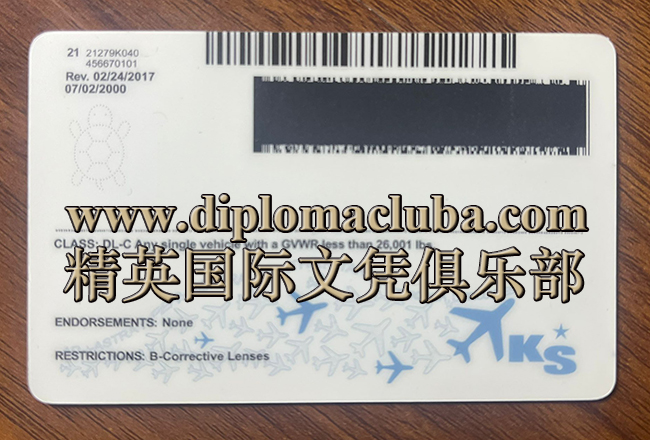 21 21279K040
456670101
Rev. 02/24/2017
07/02/2000
www.diplomacluba.com
CLASS: DL-C Any single vehicle with a GVWR less than 26,001 lbs.
精英国际文凭俱乐部
ENDORSEMENTS: None
KS
RESTRICTIONS: B-Corrective Lenses